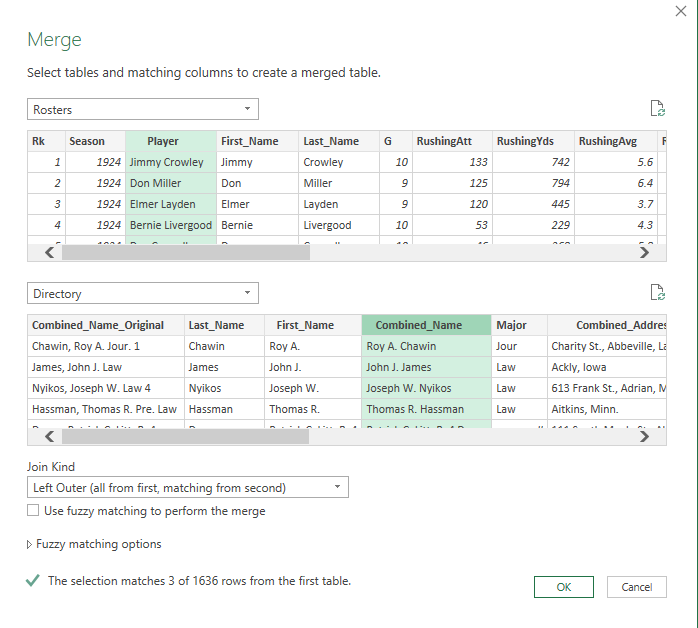 Merge
Select tables and matching columns to create a merged table.
Rosters
Rk Season Player First_Name Last_Name G RushingAtt RushingYds RushingAvg
1 1924 Jimmy Crowley Jimmy Crowley 10 133 742 5.6
2 1924 Don Miller Don Miller 9 125 794 6.4
3 1924 Elmer Layden Elmer Layden 9 120 445 3.7
4 1924 Bernie Livergood Bernie Livergood 10 53 229 4.3
Directory
Combined_Name_Original Last_Name First_Name Combined_Name Major Combined_Addres
Chawin, Roy A. Jour. 1 Chawin Roy A. Roy A. Chawin Jour Charity St., Abbeville, La
James, John J. Law James John J. John J. James Law Ackly, Iowa
Nyikos, Joseph W. Law 4 Nyikos Joseph W. Joseph W. Nyikos Law 613 Frank St., Adrian, M
Hassman, Thomas R. Pre. Law Hassman Thomas R. Thomas R. Hassman Law Aitkins, Minn.
Join Kind
Left Outer (all from first, matching from second)
Use fuzzy matching to perform the merge
Fuzzy matching options
The selection matches 3 of 1636 rows from the first table.
OK Cancel